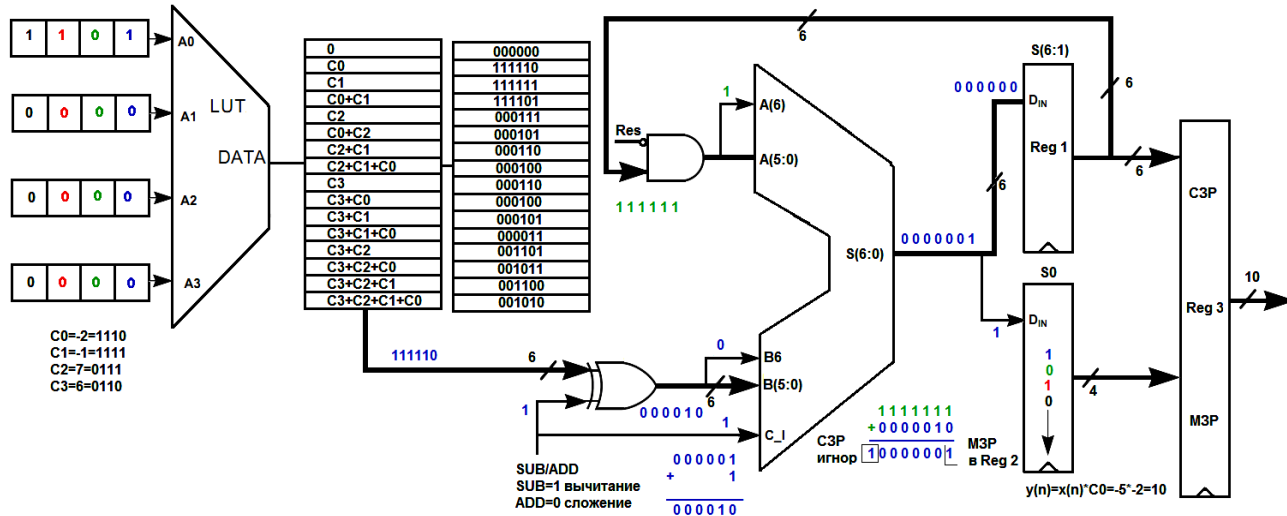 1 1 0 1
0 0 0 0
0 0 0 0
0 0 0 0
A0
A1
A2
A3
LUT
DATA
C0=-2=1110
C1=-1=1111
C2=7=0111
C3=6=0110
0 000000
C0 111110
C1 111111
C0+C1 111101
C2 000111
C0+C2 000101
C2+C1 000110
C2+C1+C0 000100
C3 000110
C3+C0 000100
C3+C1 000101
C3+C1+C0 000011
C3+C2 001101
C3+C2+C0 001011
C3+C2+C1 001100
C3+C2+C1+C0 001010
111110
6
1
000010
6
0
1
SUB/ADD
SUB=1 вычитание
ADD=0 сложение
000001
+ 1
000010
6
Res
111111
1
A(6)
A(5:0)
B6
B(5:0)
C_I
S(6:0)
0000001
1111111
+0000010
СЗР
игнор
10000001
МЗР
в Reg 2
000000
6
S(6:1)
DIN
Reg 1
6
6
S0
DIN
1
1
0
1
0
4
СЗР
Reg 3
МЗР
10
y(n)=x(n)*C0=-5*-2=10